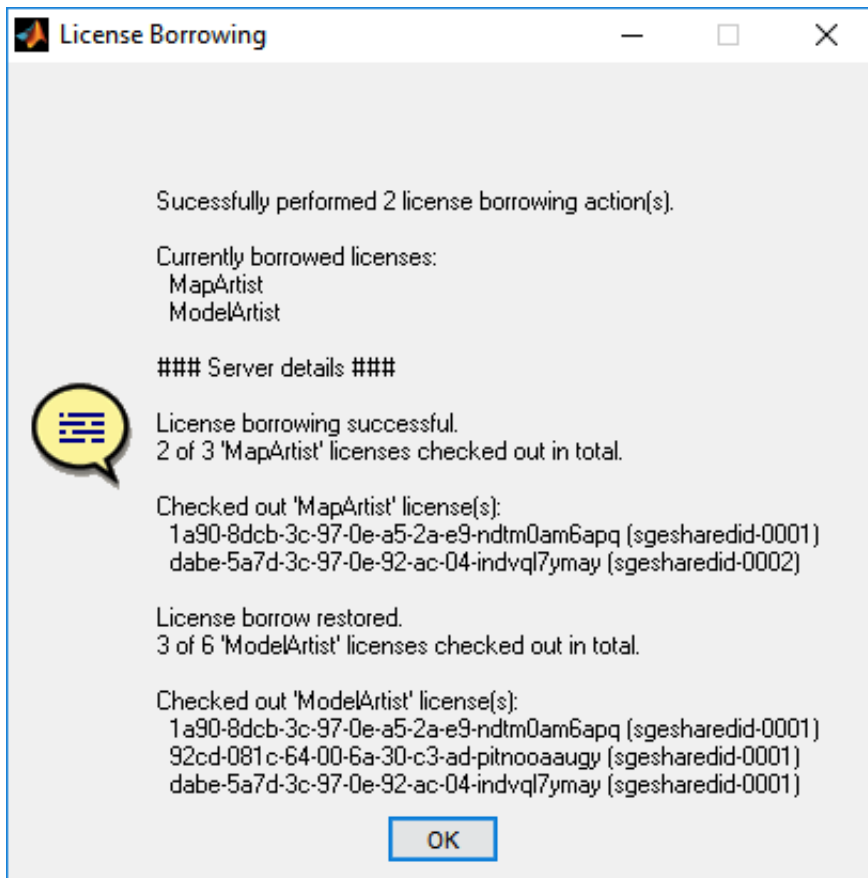 License Borrowing
Sucessfully performed 2 license borrowing action(s).
Currently borrowed licenses:
MapArtist
ModelArtist
### Server details ###
License borrowing successful.
2 of 3 'MapArtist' licenses checked out in total.
Checked out 'MapArtist' license(s):
1a90-8dcb-3c-97-0e-a5-2a-e9-ndtm0am6apq (sgesharedid-0001)
dabe-5a7d-3c-97-0e-92-ac-04-indvql7ymay (sgesharedid-0002)
License borrow restored.
3 of 6 'ModelArtist' licenses checked out in total.
Checked out 'ModelArtist' license(s):
1a90-8dcb-3c-97-0e-a5-2a-e9-ndtm0am6apq (sgesharedid-0001)
92cd-081c-64-00-6a-30-c3-ad-pitnooaaugy (sgesharedid-0001)
dabe-5a7d-3c-97-0e-92-ac-04-indvql7ymay (sgesharedid-0001)
OK